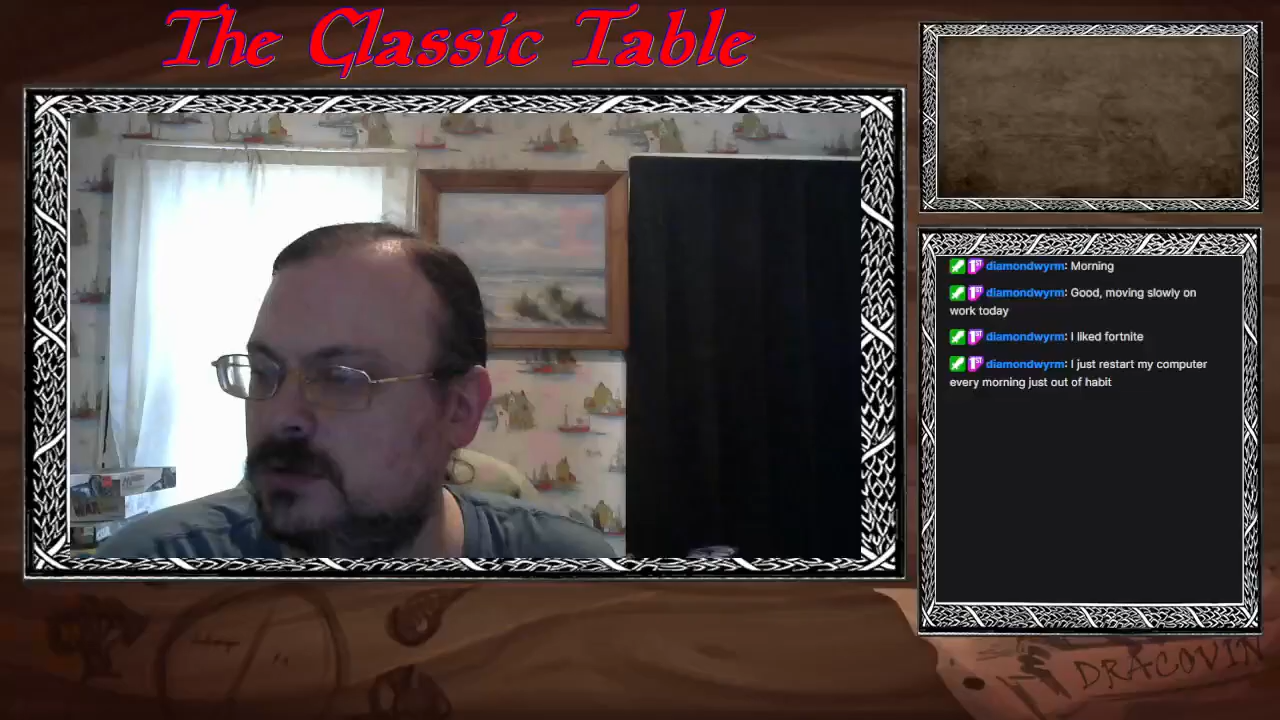 The Classic Table
diamondwyrm: Morning
diamondwyrm: Good, moving slowly on
work today
diamondwyrm: I liked fortnite
diamondwyrm: I just restart my computer
every morning just out of habit
WAR
DRACOVIN